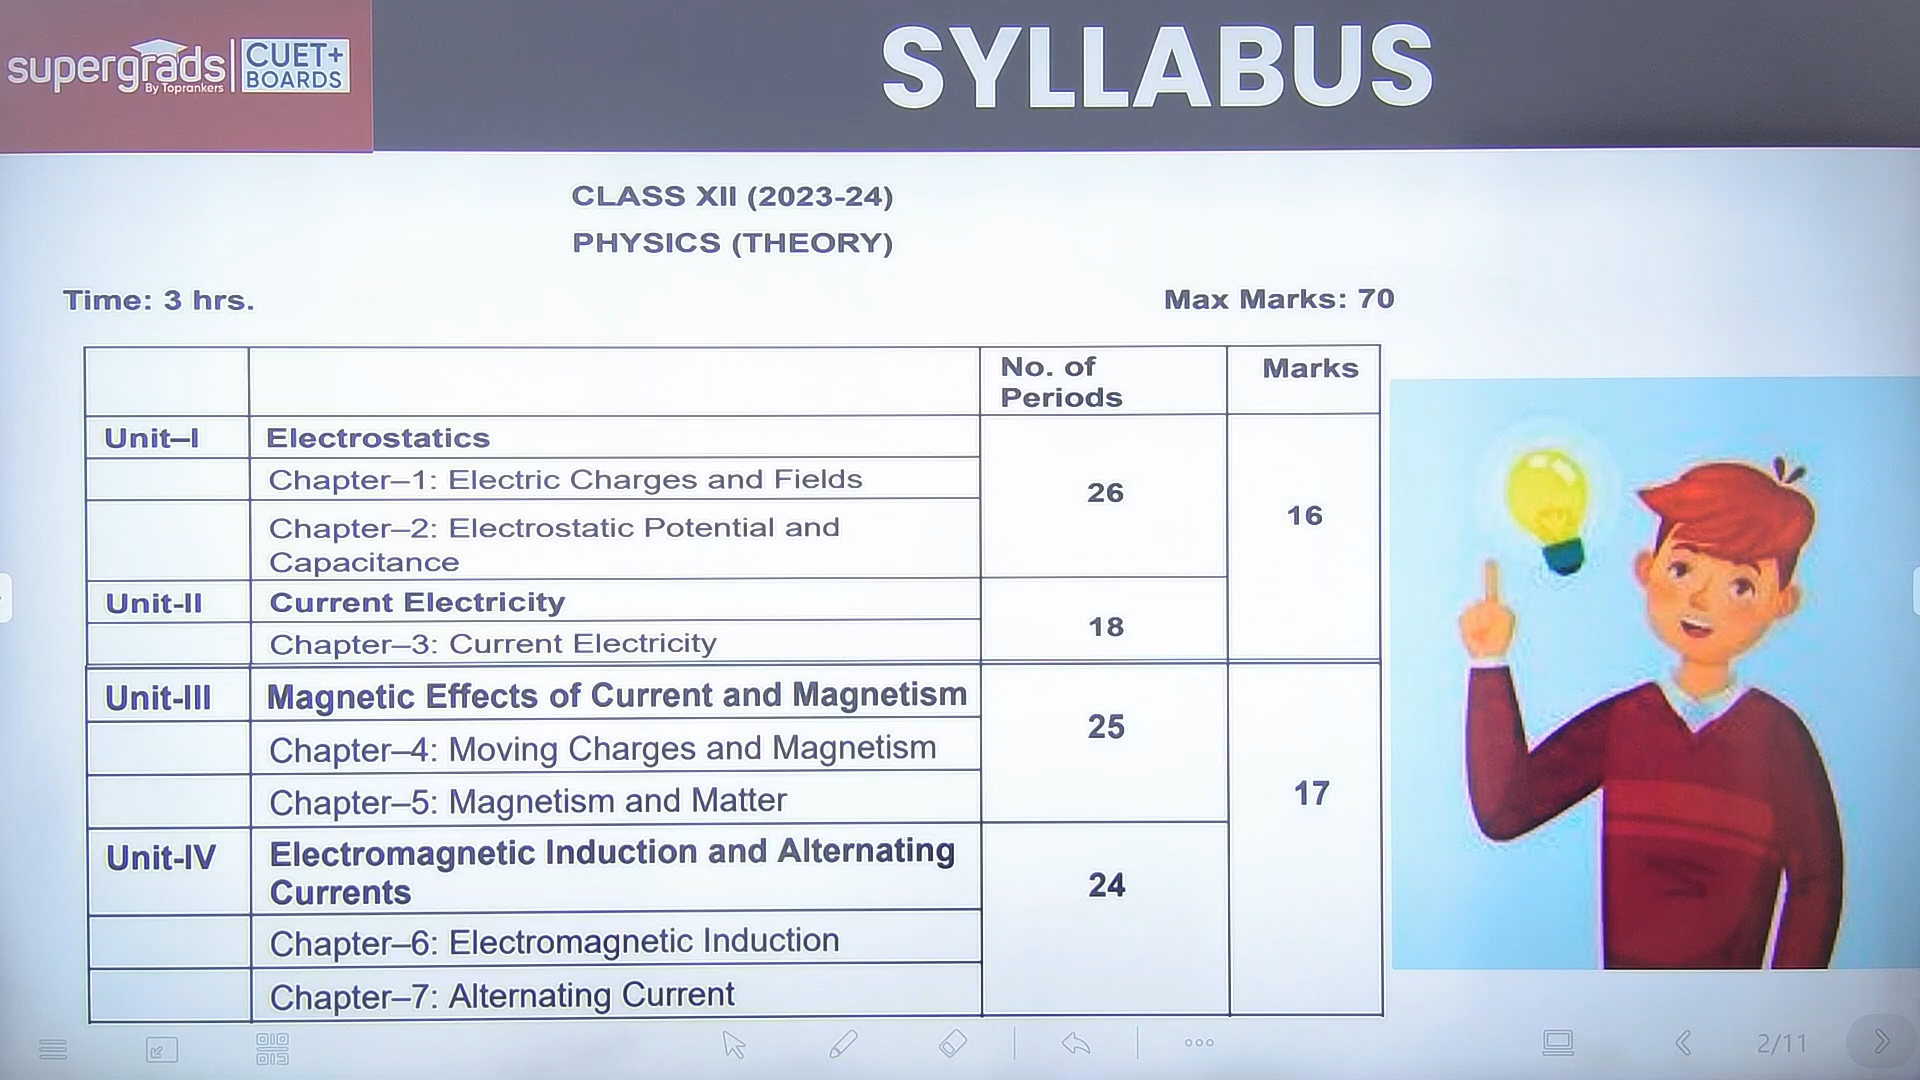 supergrads
By Toprankers
CUET+
BOARDS
SYLLABUS
CLASS XII (2023-24)
PHYSICS (THEORY)
Time: 3 hrs.
Max Marks: 70
No. of
Periods
Marks
Unit–I
Electrostatics
26
16
Chapter–1: Electric Charges and Fields
Chapter–2: Electrostatic Potential and
Capacitance
Unit-II
Current Electricity
18
Chapter–3: Current Electricity
Unit-III
Magnetic Effects of Current and Magnetism
25
17
Chapter–4: Moving Charges and Magnetism
Chapter–5: Magnetism and Matter
Unit-IV
Electromagnetic Induction and Alternating
Currents
24
Chapter–6: Electromagnetic Induction
Chapter–7: Alternating Current
2/11